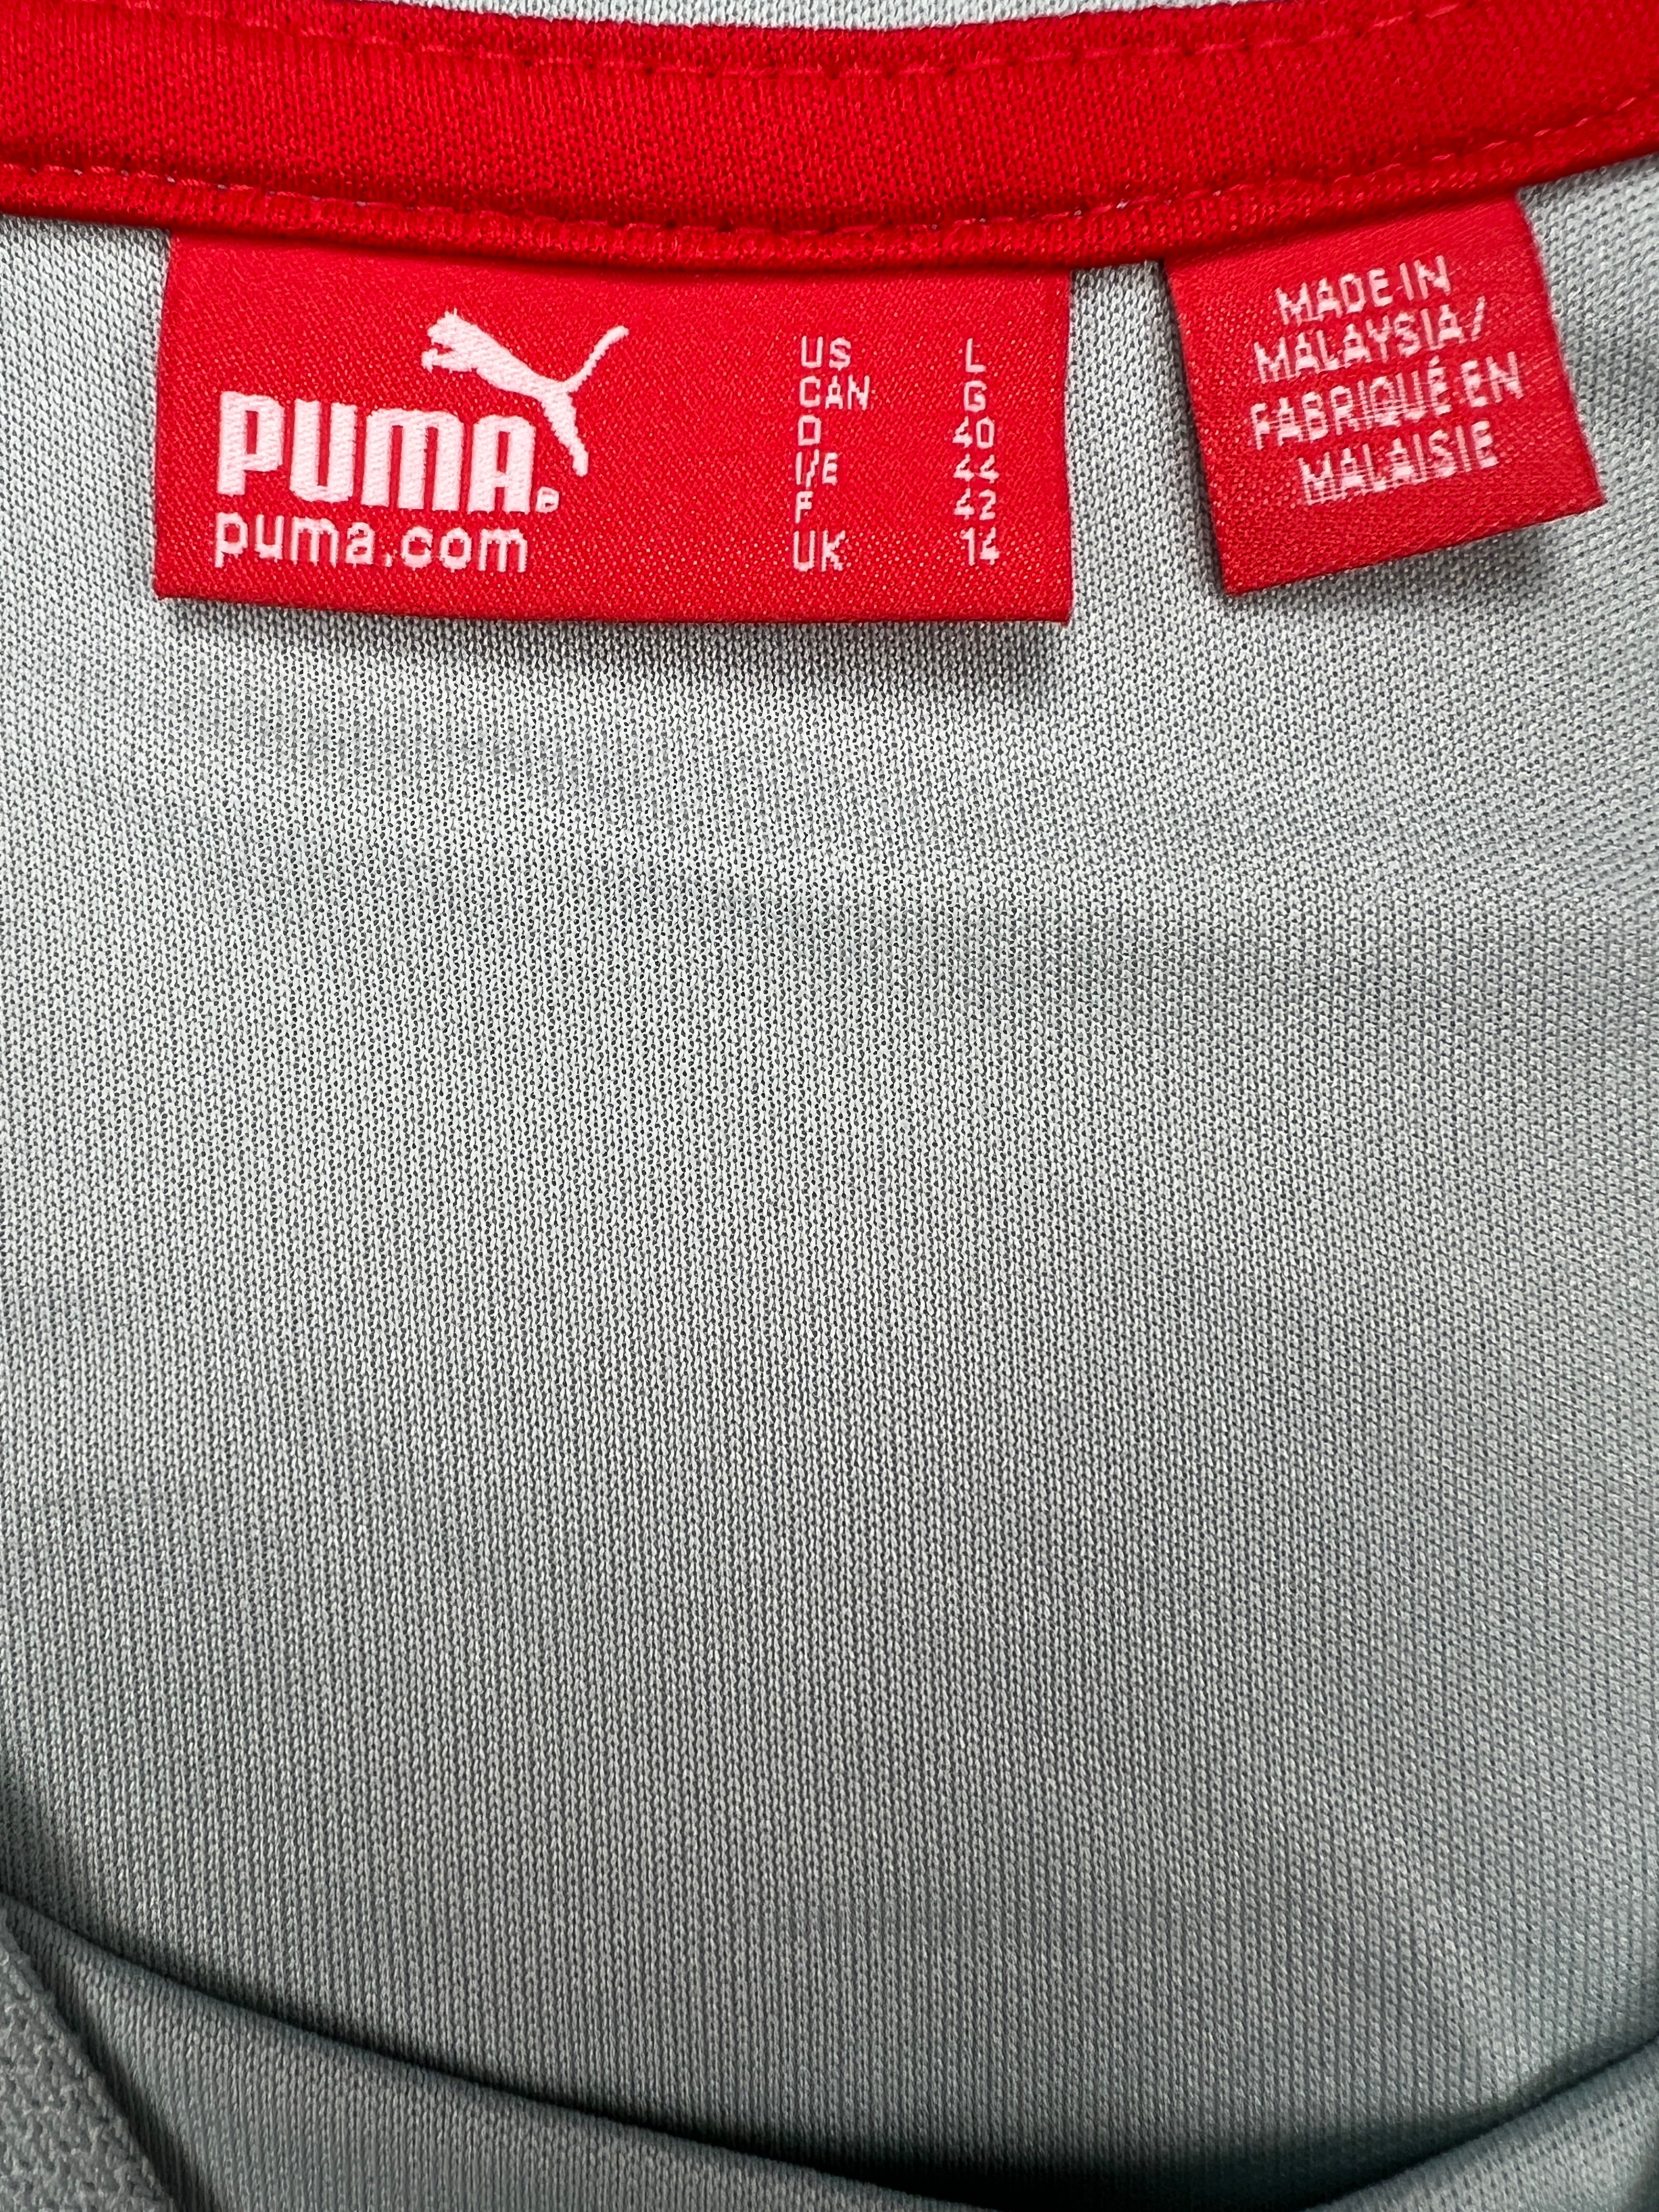 PUMA®
puma.com
US L
CAN G
D 40
I/E 44
F 42
UK 14
MADE IN
MALAYSIA/
FABRIQUÉ EN
MALAISIE